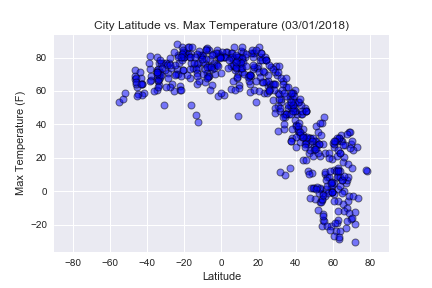 City Latitude vs. Max Temperature (03/01/2018)
Max Temperature (F)
80
60
40
20
0
−20
−80 −60 −40 −20 0 20 40 60 80
Latitude